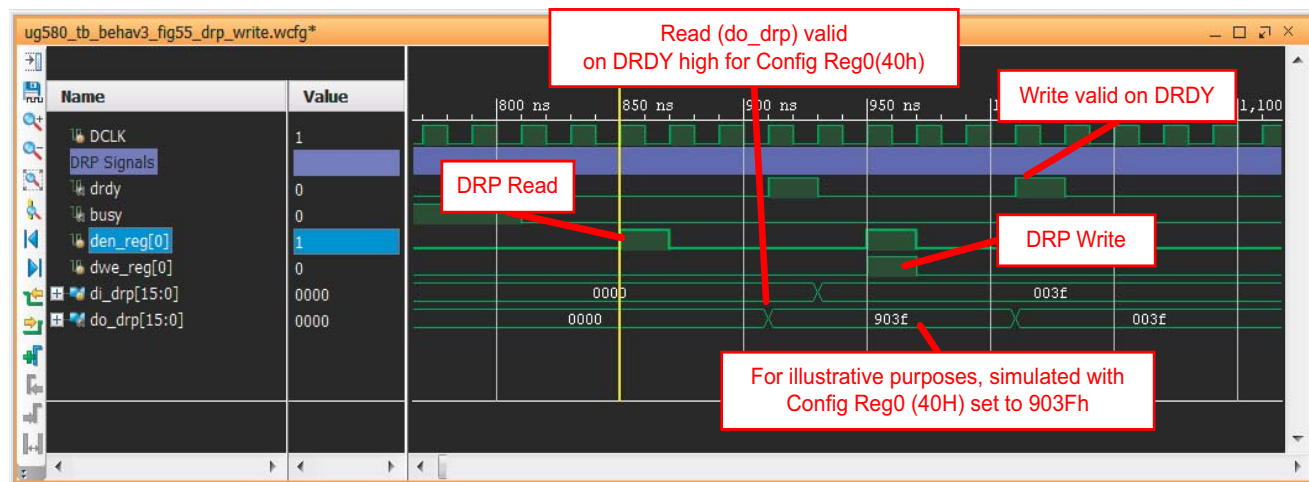 ug580_tb_behav3_fig55_drp_write.wcfg*
Read (do_drp) valid
on DRDY high for Config Reg0(40h)
Name Value
800 ns 850 ns 900 ns 950 ns 1,100
Write valid on DRDY
DCLK 1
DRP Signals
drdy 0
DRP Read
busy 0
den_reg[0] 1
DRP Write
dwe_reg[0] 0
di_drp[15:0] 0000 0000 003f
do_drp[15:0] 0000 0000 903f 003f
For illustrative purposes, simulated with
Config Reg0 (40H) set to 903Fh